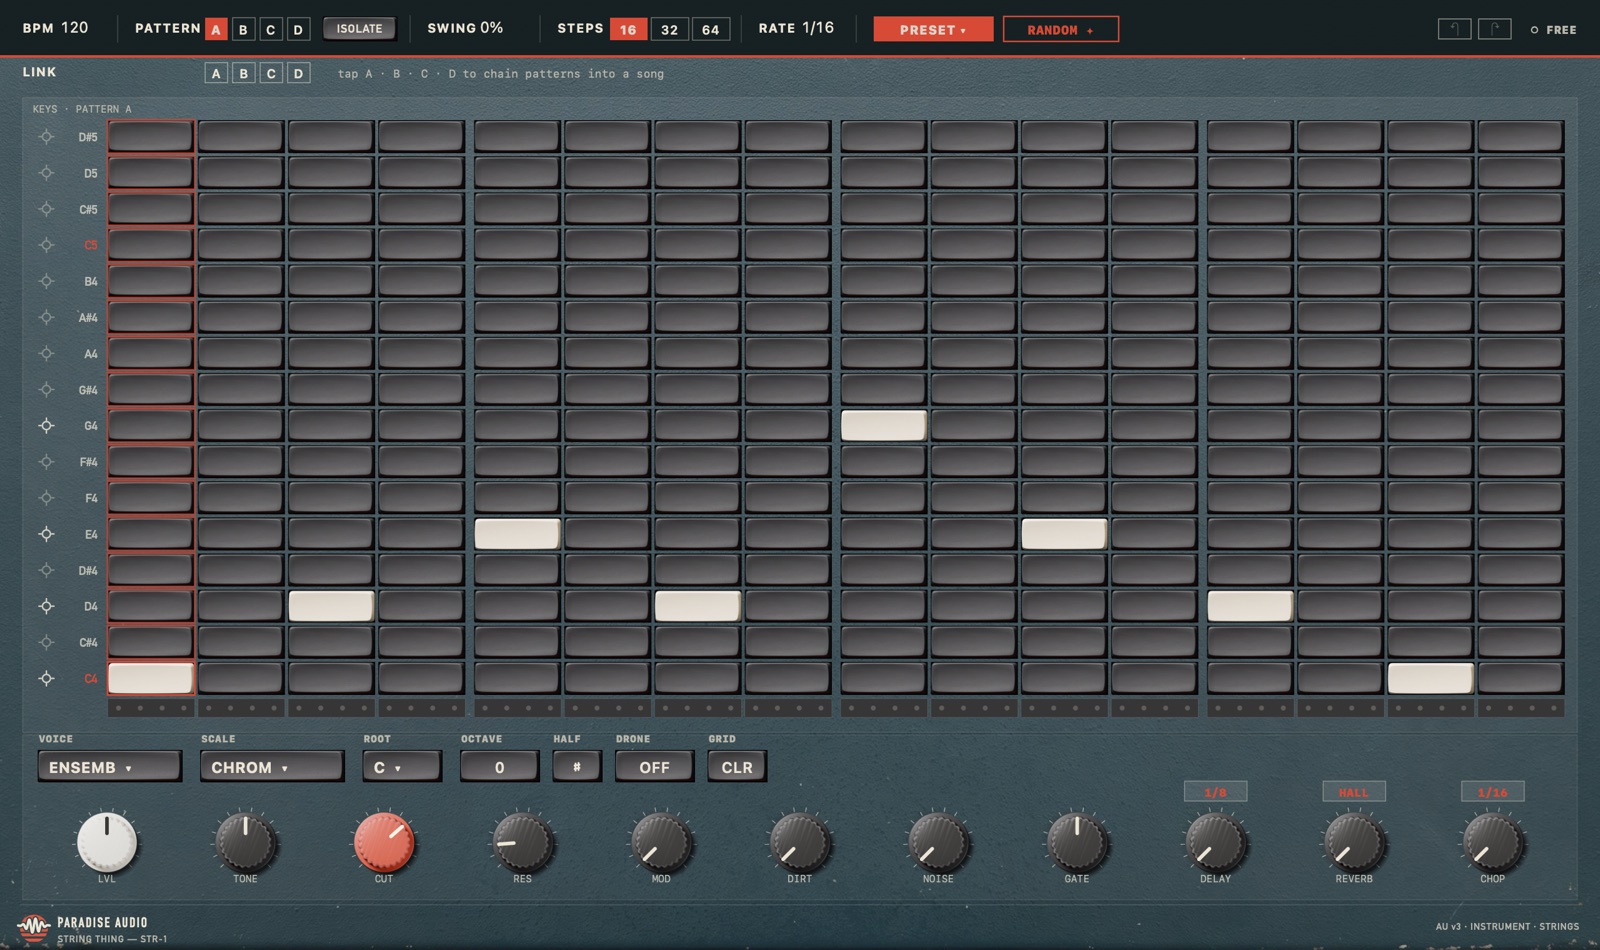 BPM 120 PATTERN A B C D ISOLATE SWING 0% STEPS 16 32 64 RATE 1/16 PRESET ▾ RANDOM + FREE
LINK A B C D tap A · B · C · D to chain patterns into a song
KEYS · PATTERN A
D#5
D5
C#5
C5
B4
A#4
A4
G#4
G4
F#4
F4
E4
D#4
D4
C#4
C4
VOICE SCALE ROOT OCTAVE HALF DRONE GRID
ENSEMB ▾ CHROM ▾ C ▾ 0 # OFF CLR
1/8 HALL 1/16
LVL TONE CUT RES MOD DIRT NOISE GATE DELAY REVERB CHOP
PARADISE AUDIO
STRING THING — STR-1
AU v3 · INSTRUMENT · STRINGS